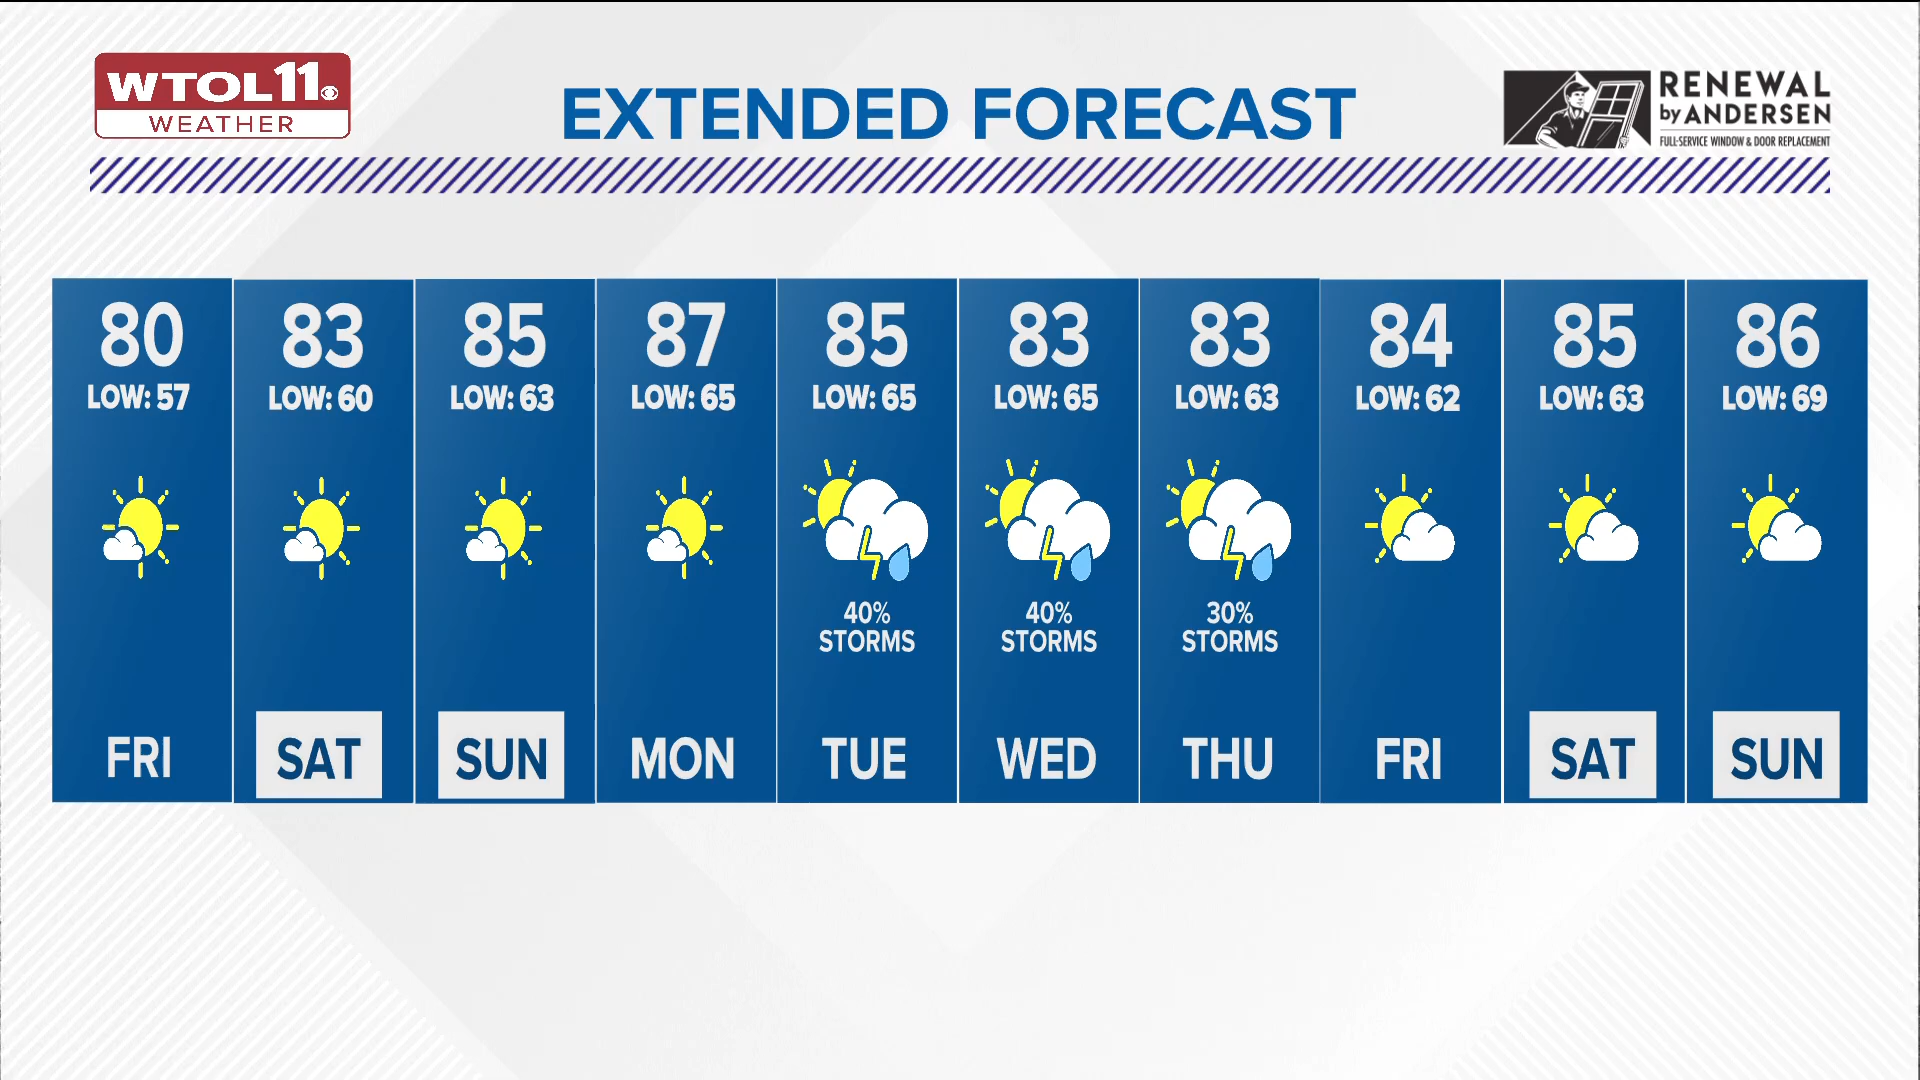 WTOL 11
WEATHER
EXTENDED FORECAST
RENEWAL
by ANDERSEN
FULL-SERVICE WINDOW & DOOR REPLACEMENT
80
LOW: 57
FRI
83
LOW: 60
SAT
85
LOW: 63
SUN
87
LOW: 65
MON
85
LOW: 65
40%
STORMS
TUE
83
LOW: 65
40%
STORMS
WED
83
LOW: 63
30%
STORMS
THU
84
LOW: 62
FRI
85
LOW: 63
SAT
86
LOW: 69
SUN